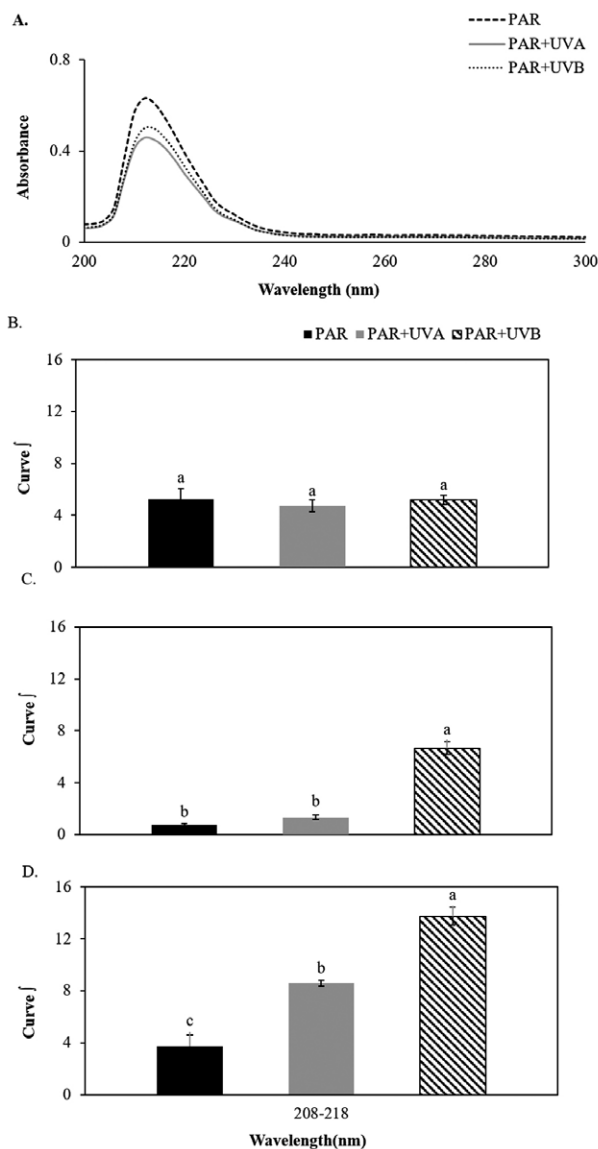 A.
PAR
PAR+UVA
PAR+UVB
0.8
0.4
0
Absorbance
200 220 240 260 280 300
Wavelength (nm)
B.
PAR PAR+UVA PAR+UVB
16
12
8
4
0
Curve ∫
a a a
C.
16
12
8
4
0
Curve ∫
b b a
D.
16
12
8
4
0
Curve ∫
c b a
208-218
Wavelength(nm)